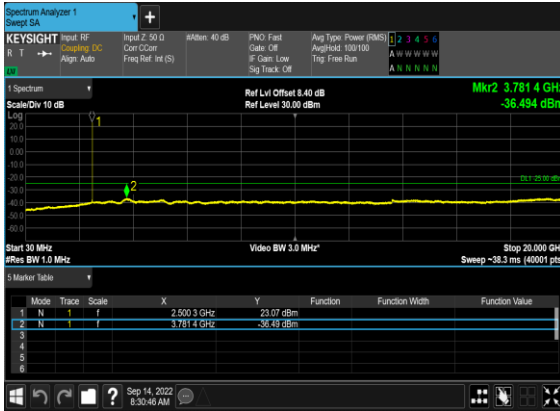 Spectrum Analyzer 1
Swept SA
+
KEYSIGHT
R T
Input: RF
Coupling: DC
Align: Auto
Input Z: 50 Ω
Corr CCorr
Freq Ref: Int (S)
#Atten: 40 dB
PNO: Fast
Gate: Off
IF Gain: Low
Sig Track: Off
Avg Type: Power (RMS)
Avg|Hold: 100/100
Trig: Free Run
1 2 3 4 5 6
A W W W W W
A N N N N N
1 Spectrum
Scale/Div 10 dB
Ref Lvl Offset 8.40 dB
Ref Level 30.00 dBm
Mkr2 3.781 4 GHz
-36.494 dBm
Log
20.0
10.0
0.00
-10.0
-20.0
-30.0
-40.0
-50.0
-60.0
1
2
DL1 -25.00 dBm
Start 30 MHz
#Res BW 1.0 MHz
Video BW 3.0 MHz*
Stop 20.000 GHz
Sweep ~38.3 ms (40001 pts)
5 Marker Table
Mode Trace Scale X Y Function Function Width Function Value
1 N 1 f 2.500 3 GHz 23.07 dBm
2 N 1 f 3.781 4 GHz -36.49 dBm
3
4
5
6
?
Sep 14, 2022
8:30:46 AM